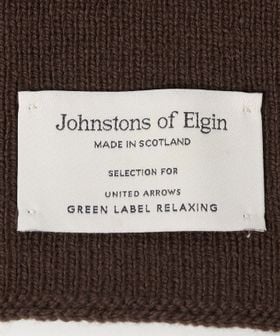 Johnstons of Elgin
MADE IN SCOTLAND
SELECTION FOR
UNITED ARROWS
GREEN LABEL RELAXING